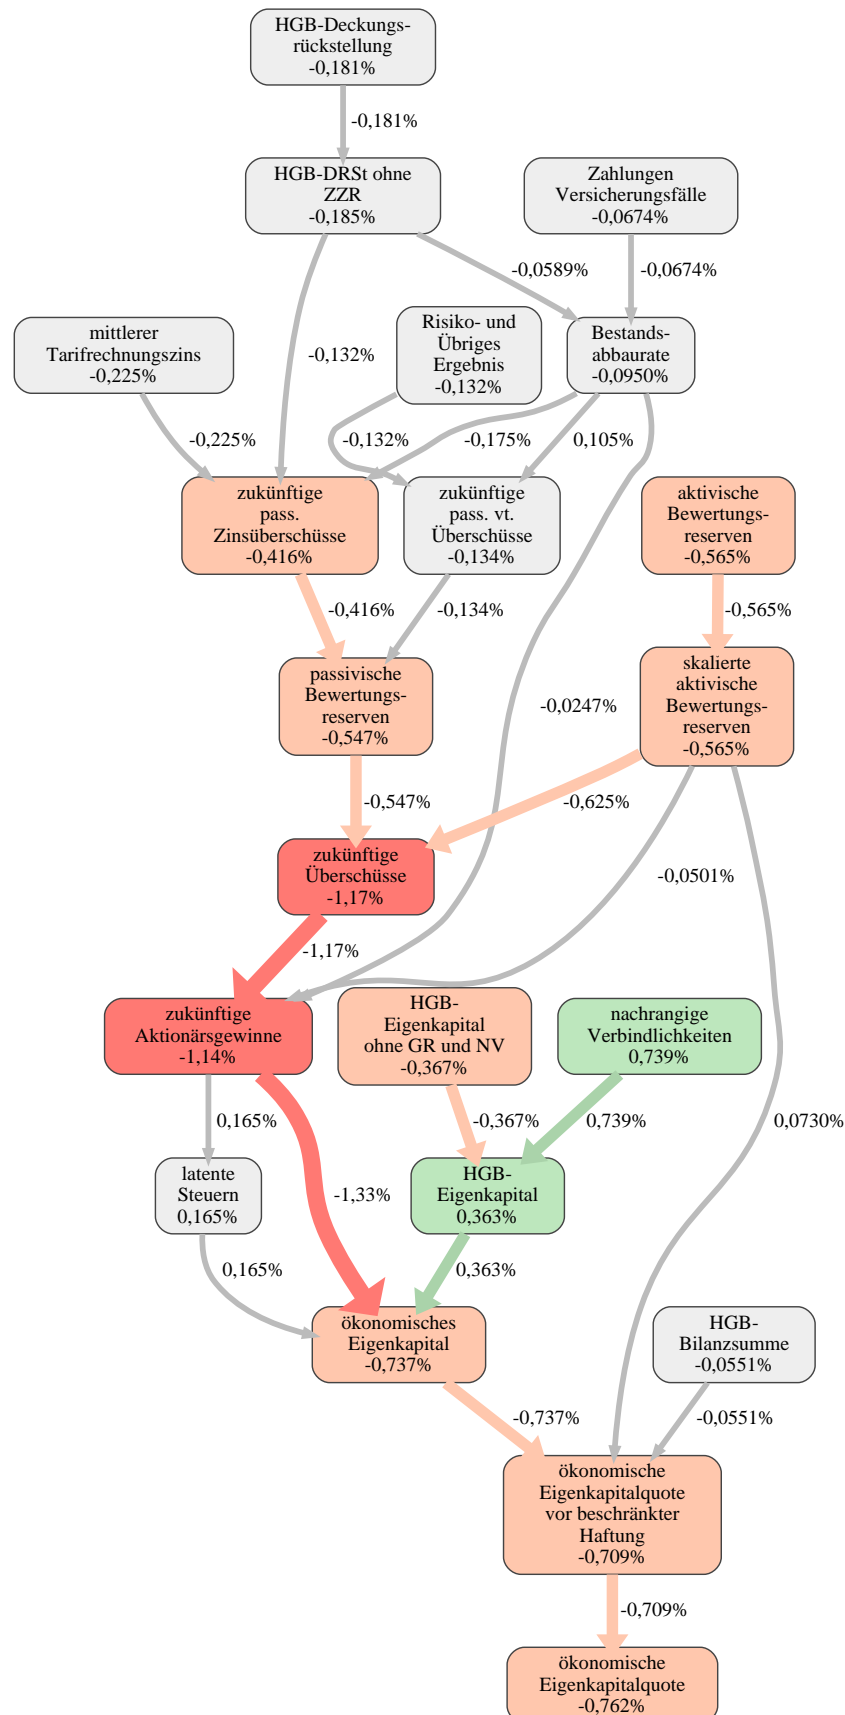 HGB-Deckungs-
rückstellung
-0,181%
-0,181%
HGB-DRSt ohne
ZZR
-0,185%
Zahlungen
Versicherungsfälle
-0,0674%
-0,0589%
-0,0674%
mittlerer
Tarifrechnungszins
-0,225%
-0,132%
Risiko- und
Übriges
Ergebnis
-0,132%
Bestands-
abbaurate
-0,0950%
-0,225%
-0,132%
-0,175%
0,105%
zukünftige
pass.
Zinsüberschüsse
-0,416%
zukünftige
pass. vt.
Überschüsse
-0,134%
aktivische
Bewertungs-
reserven
-0,565%
-0,416%
-0,134%
-0,565%
passivische
Bewertungs-
reserven
-0,547%
-0,0247%
skalierte
aktivische
Bewertungs-
reserven
-0,565%
-0,547%
-0,625%
zukünftige
Überschüsse
-1,17%
-0,0501%
-1,17%
zukünftige
Aktionärsgewinne
-1,14%
HGB-
Eigenkapital
ohne GR und NV
-0,367%
nachrangige
Verbindlichkeiten
0,739%
0,165%
-0,367%
0,739%
0,0730%
latente
Steuern
0,165%
-1,33%
HGB-
Eigenkapital
0,363%
0,165%
0,363%
ökonomisches
Eigenkapital
-0,737%
HGB-
Bilanzsumme
-0,0551%
-0,737%
-0,0551%
ökonomische
Eigenkapitalquote
vor beschränkter
Haftung
-0,709%
-0,709%
ökonomische
Eigenkapitalquote
-0,762%